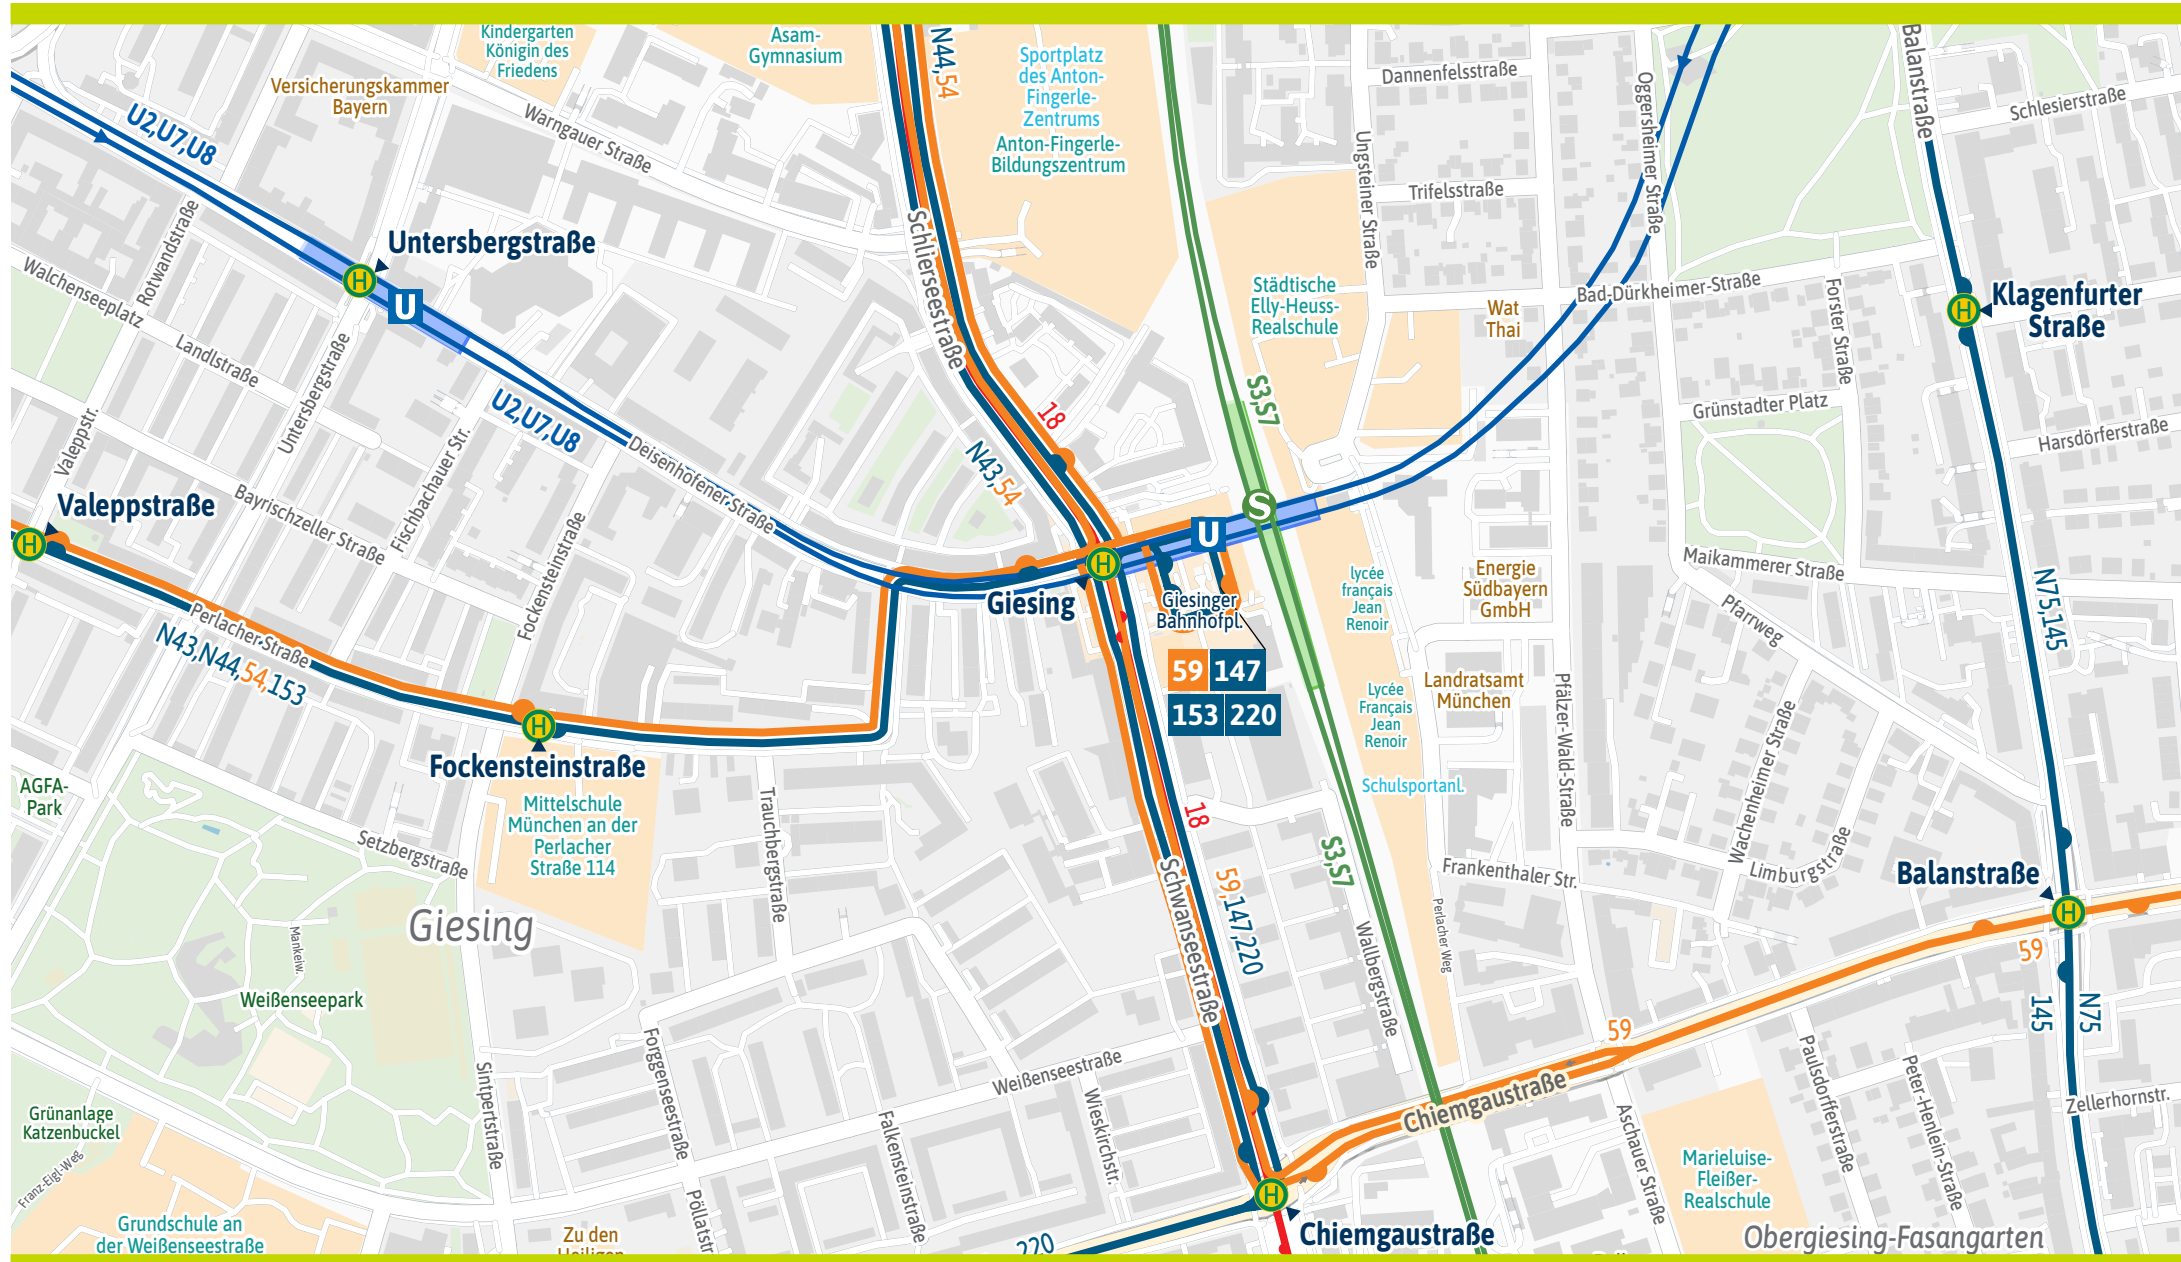 Kindergarten
Königin des
Friedens
Asam-
Gymnasium
N44,54
Sportplatz
des Anton-
Fingerle-
Zentrums
Anton-Fingerle-
Bildungszentrum
Dannenfelsstraße
Oggersheimer Straße
Balanstraße
Schlesierstraße
Versicherungskammer
Bayern
U2,U7,U8
Warngauer Straße
Ungsteiner Straße
Trifelsstraße
Rotwandstraße
Untersbergstraße
H
U
Schlierseestraße
Walchenseeplatz
Landlstraße
Untersbergstraße
Städtische
Elly-Heuss-
Realschule
Wat
Thai
Bad-Dürkheimer-Straße
Forster Straße
H
Klagenfurter
Straße
U2,U7,U8
18
S3,S7
Grünstadter Platz
Harsdörferstraße
Valeppstr.
Fischbachauer Str.
Deisenhofener Straße
N43,54
Bayrischzeller Straße
Valeppstraße
H
Fockensteinstraße
S
U
H
Giesing
Giesinger
Bahnhofpl.
59
147
153
220
lycée
français
Jean
Renoir
Energie
Südbayern
GmbH
Maikammerer Straße
Pfarrweg
N75,145
Perlacher Straße
N43,N44,54,153
H
Fockensteinstraße
Lycée
Français
Jean
Renoir
Landratsamt
München
Pfälzer-Wald-Straße
Wachenheimer Straße
Schulsportanl.
AGFA-
Park
Mittelschule
München an der
Perlacher
Straße 114
Trauchbergstraße
18
S3,S7
Setzbergstraße
Schwanseestraße
59,147,220
Frankenthaler Str.
Limburgstraße
Balanstraße
H
Giesing
Mankeiw.
Weißenseepark
Wallbergstraße
Perlacher Weg
59
59
145
N75
Forggenseestraße
Weißenseestraße
Sintpertstraße
Wieskirchstr.
Falkensteinstraße
Chiemgaustraße
Paulsdorfferstraße
Peter-Henlein-Straße
Zellerhornstr.
Grünanlage
Katzenbuckel
Franz-Eigl-Weg
Aschauer Straße
Marieluise-
Fleißer-
Realschule
H
Chiemgaustraße
Pöllatstr
Grundschule an
der Weißenseestraße
Zu den
Heiligen
220
Obergiesing-Fasangarten